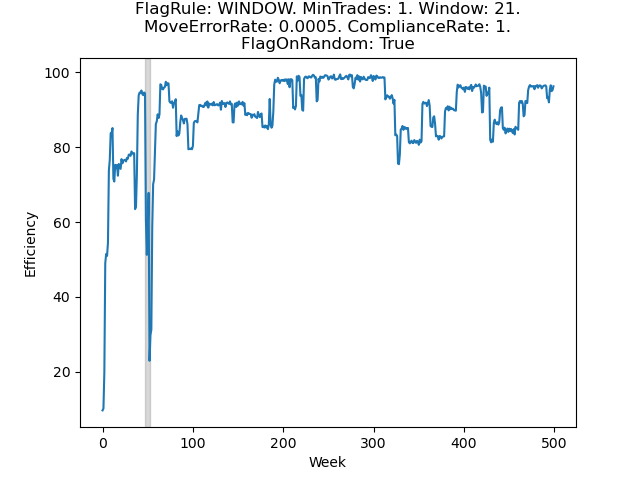 FlagRule: WINDOW. MinTrades: 1. Window: 21.
MoveErrorRate: 0.0005. ComplianceRate: 1.
FlagOnRandom: True
100
80
60
40
20
Efficiency
0 100 200 300 400 500
Week